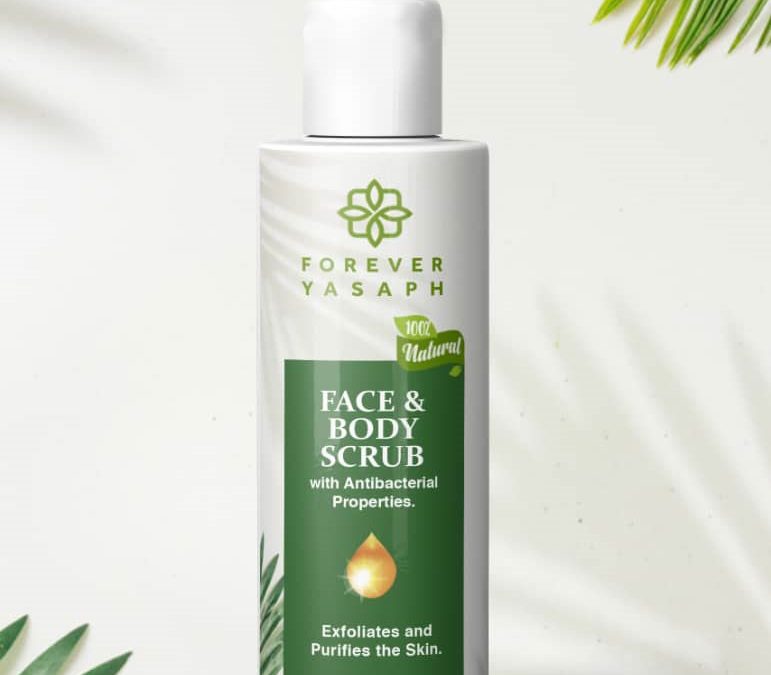 FOREVER
YASAPH
100%
Natural
FACE &
BODY
SCRUB
with Antibacterial
Properties.
Exfoliates and
Purifies the Skin.